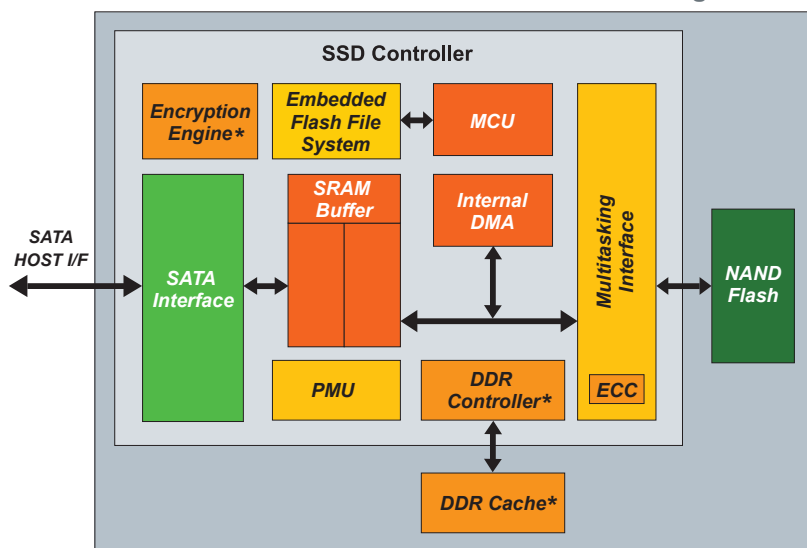 SSD Controller
Encryption
Engine*
Embedded
Flash File
System
MCU
SRAM
Buffer
Internal
DMA
Multitasking
Interface
SATA
HOST I/F
SATA
Interface
NAND
Flash
PMU
DDR
Controller*
ECC
DDR Cache*